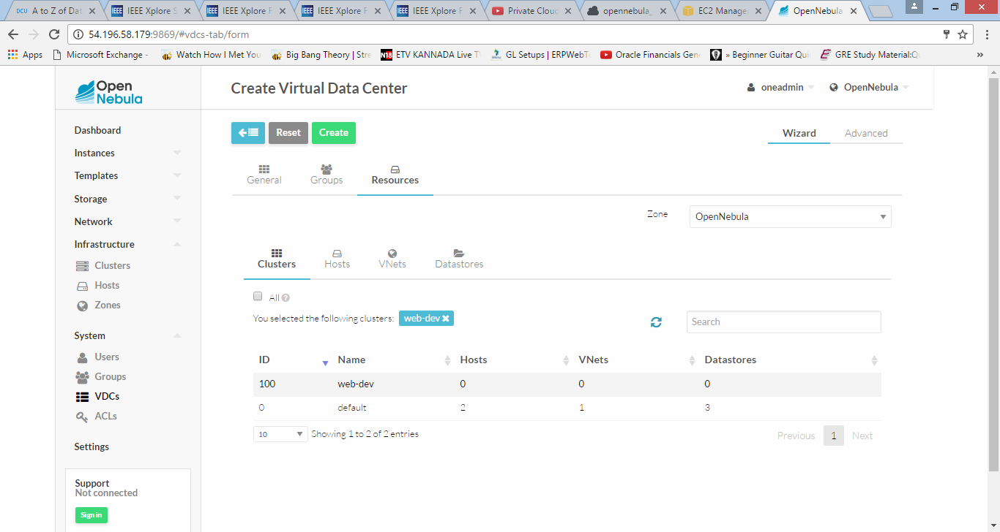 DCU A to Z of Dat
IEEE Xplore S
IEEE Xplore F
IEEE Xplore F
IEEE Xplore F
Private Cloud
opennebula_
EC2 Manage
OpenNebula
54.196.58.179:9869/#vdcs-tab/form
Apps Microsoft Exchange - Watch How I Met You Big Bang Theory | Stre N18 ETV KANNADA Live T GL Setups | ERPWebTu Oracle Financials Gene » Beginner Guitar Qui GRE Study Material:Qu »
Open
Nebula
Create Virtual Data Center
oneadmin
OpenNebula
Dashboard
Instances
Templates
Storage
Network
Infrastructure
Clusters
Hosts
Zones
System
Users
Groups
VDCs
ACLs
Settings
Support
Not connected
Sign in
Reset Create
Wizard Advanced
General Groups Resources
Zone OpenNebula
Clusters Hosts VNets Datastores
All ?
You selected the following clusters: web-dev
Search
ID Name Hosts VNets Datastores
100 web-dev 0 0 0
0 default 2 1 3
10 Showing 1 to 2 of 2 entries
Previous 1 Next